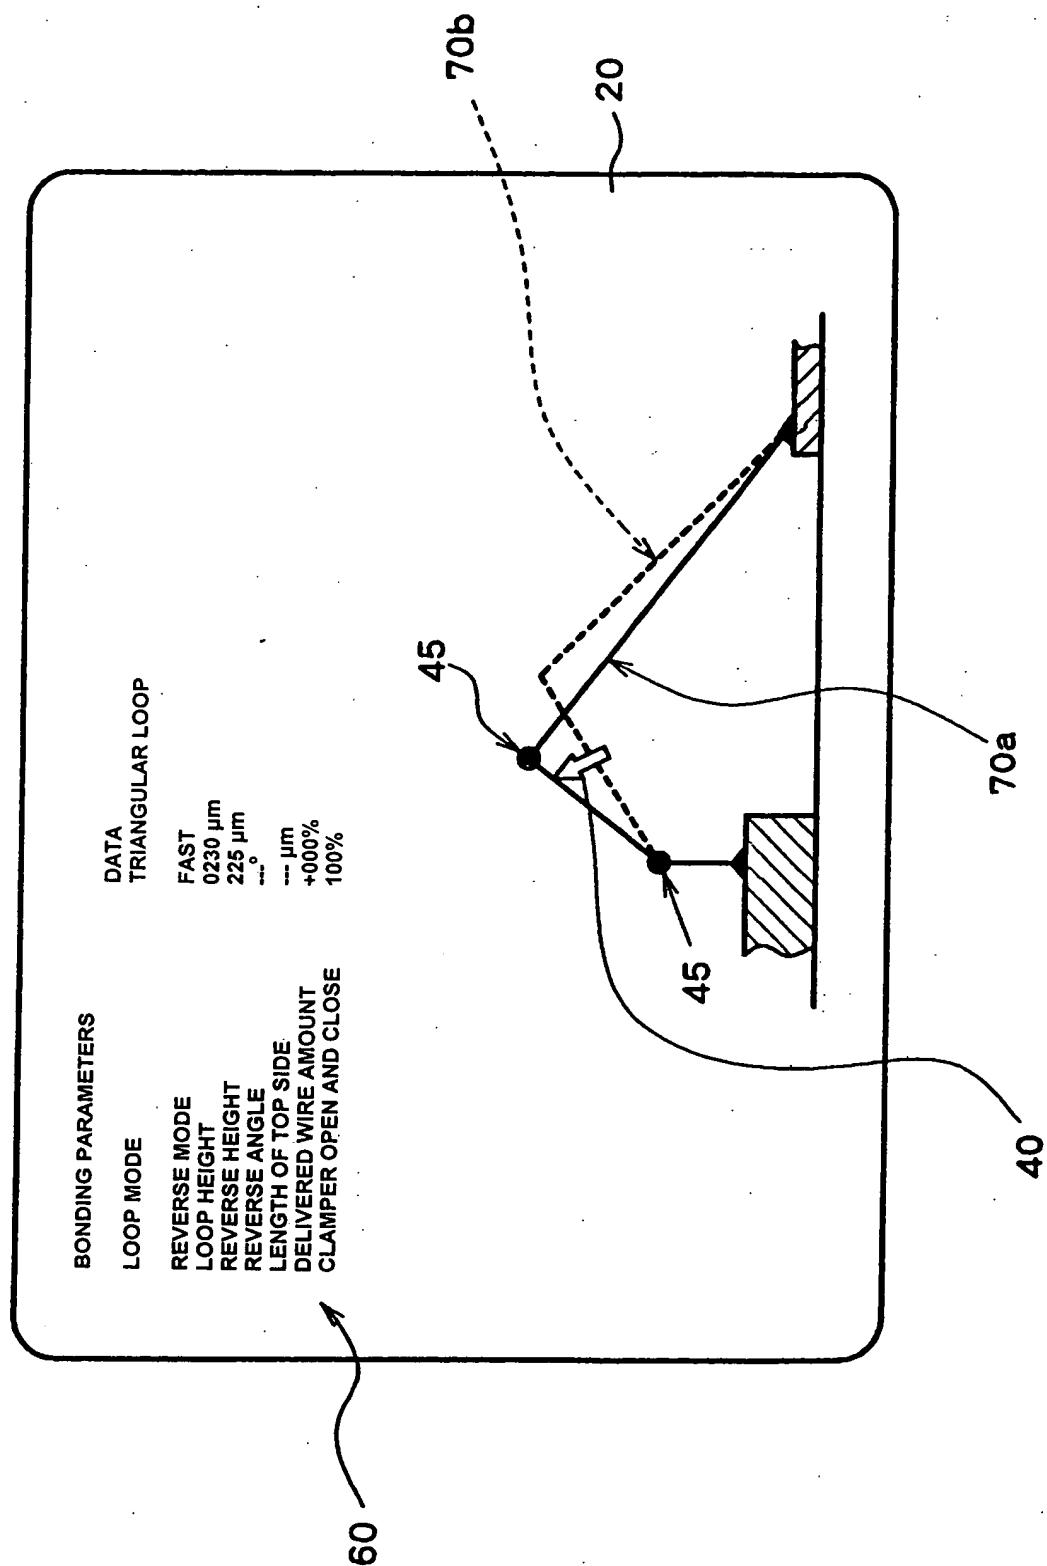 BONDING PARAMETERS DATA
LOOP MODE TRIANGULAR LOOP
REVERSE MODE FAST
LOOP HEIGHT 0230 µm
REVERSE HEIGHT 225 µm
REVERSE ANGLE ---°
LENGTH OF TOP SIDE --- µm
DELIVERED WIRE AMOUNT +000%
CLAMPER OPEN AND CLOSE 100%
60
45
70b
20
45
40
70a